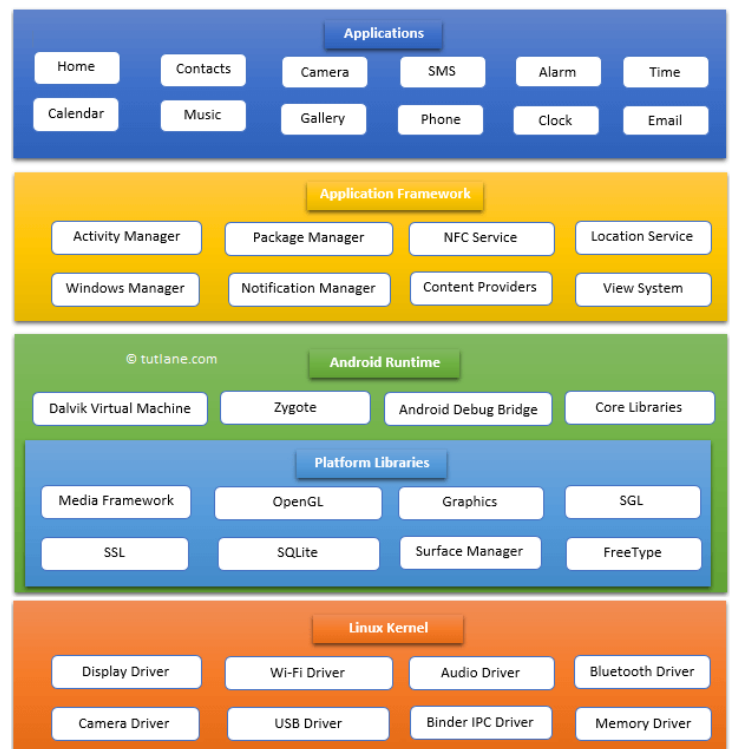 Applications
Home Contacts Camera SMS Alarm Time
Calendar Music Gallery Phone Clock Email
Application Framework
Activity Manager Package Manager NFC Service Location Service
Windows Manager Notification Manager Content Providers View System
© tutlane.com
Android Runtime
Dalvik Virtual Machine Zygote Android Debug Bridge Core Libraries
Platform Libraries
Media Framework OpenGL Graphics SGL
SSL SQLite Surface Manager FreeType
Linux Kernel
Display Driver Wi-Fi Driver Audio Driver Bluetooth Driver
Camera Driver USB Driver Binder IPC Driver Memory Driver